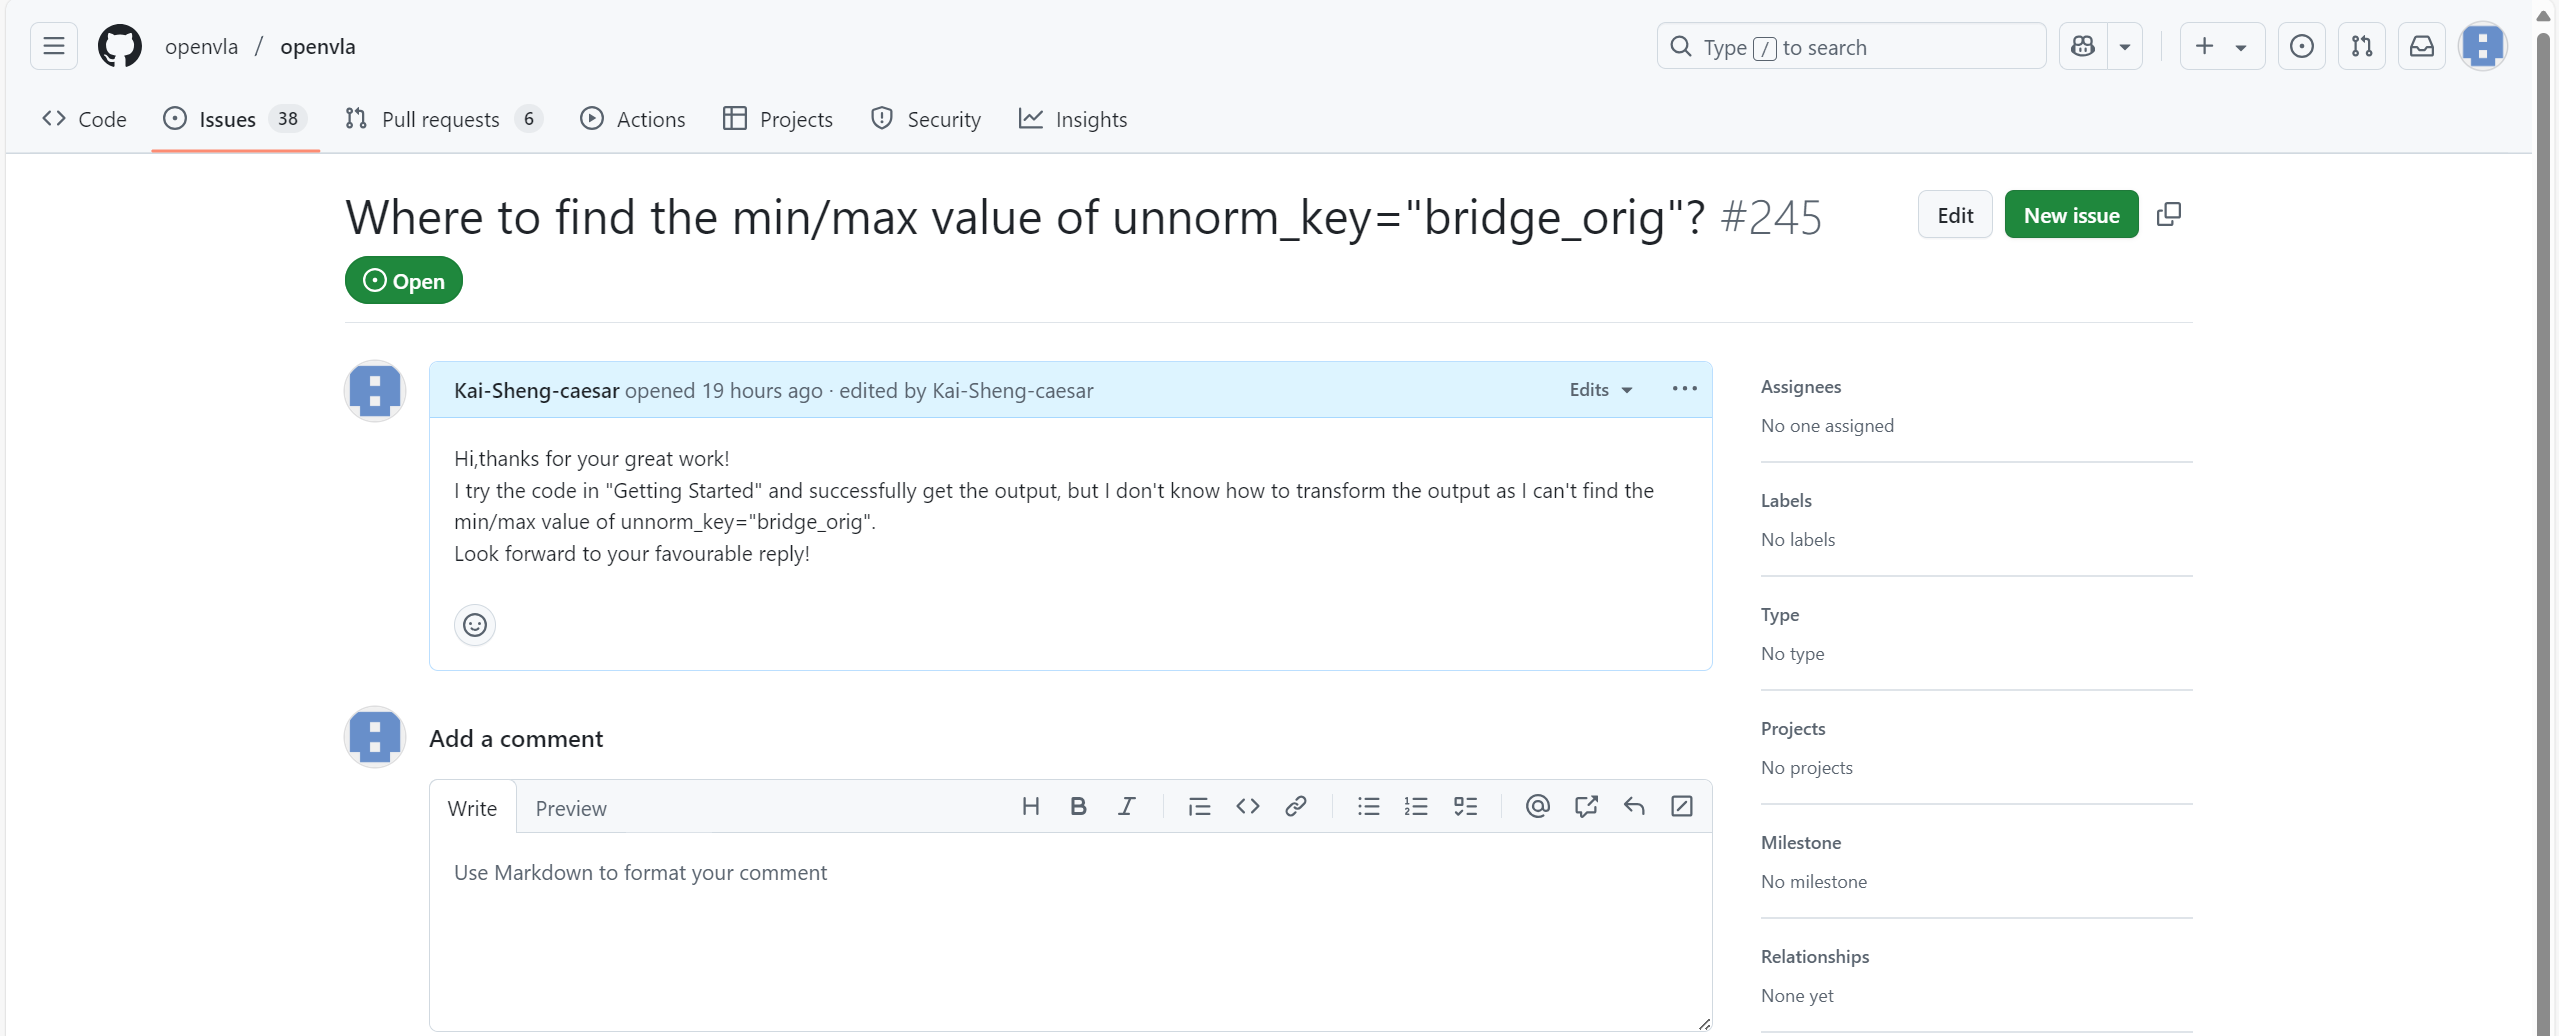 openvla / openvla
Type / to search
Code
Issues 38
Pull requests 6
Actions
Projects
Security
Insights
Where to find the min/max value of unnorm_key="bridge_orig"? #245
Edit
New issue
Open
Kai-Sheng-caesar opened 19 hours ago · edited by Kai-Sheng-caesar
Edits
Hi,thanks for your great work!
I try the code in "Getting Started" and successfully get the output, but I don't know how to transform the output as I can't find the
min/max value of unnorm_key="bridge_orig".
Look forward to your favourable reply!
Add a comment
Write
Preview
Use Markdown to format your comment
Assignees
No one assigned
Labels
No labels
Type
No type
Projects
No projects
Milestone
No milestone
Relationships
None yet